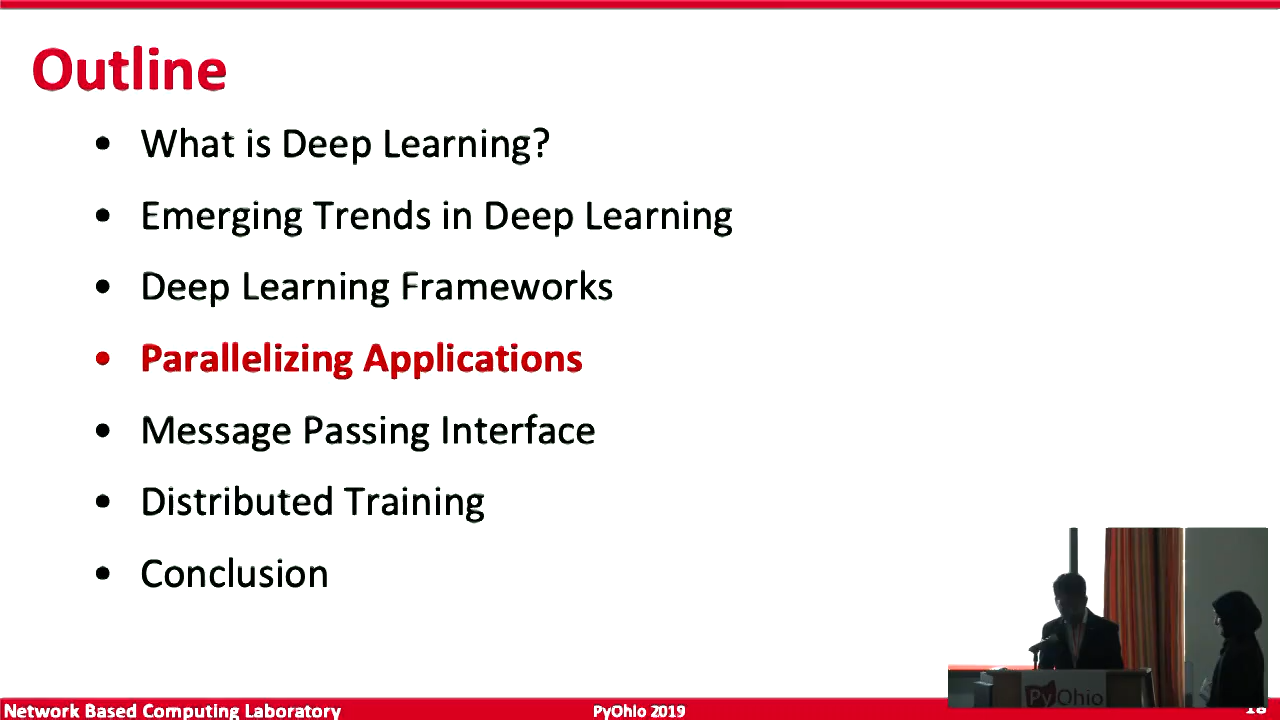 Outline
• What is Deep Learning?
• Emerging Trends in Deep Learning
• Deep Learning Frameworks
• Parallelizing Applications
• Message Passing Interface
• Distributed Training
• Conclusion
PyOhio
Network Based Computing Laboratory
PyOhio 2019
18